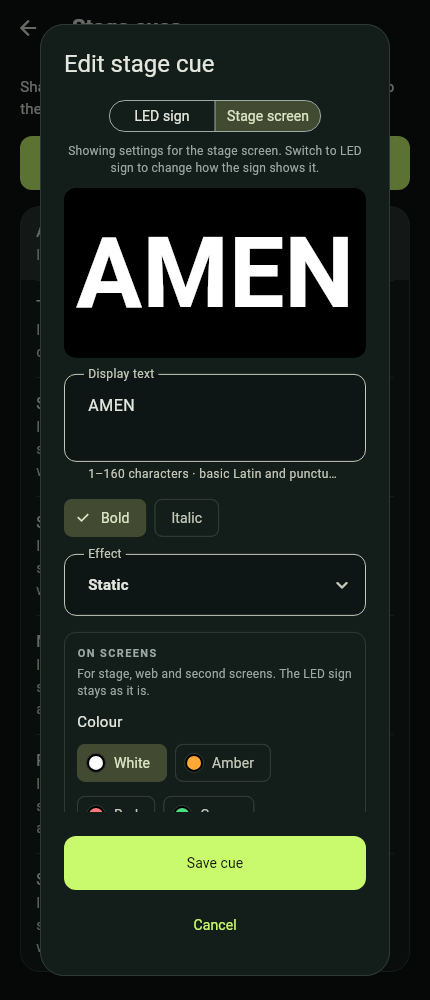 Stage cues
Edit stage cue
LED sign
Stage screen
Showing settings for the stage screen. Switch to LED
sign to change how the sign shows it.
AMEN
Display text
AMEN
1–160 characters · basic Latin and punctu…
Bold
Italic
Effect
Static
ON SCREENS
For stage, web and second screens. The LED sign
stays as it is.
Colour
White
Amber
Save cue
Cancel